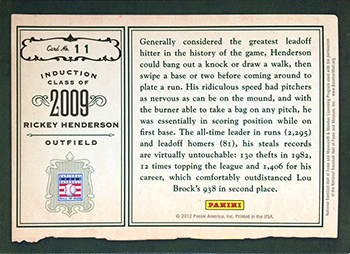 Card No. 11
INDUCTION
CLASS OF
2009
RICKEY HENDERSON
OUTFIELD
Generally considered the greatest leadoff
hitter in the history of the game, Henderson
could bang out a knock or draw a walk, then
swipe a base or two before coming around to
plate a run. His ridiculous speed had pitchers
as nervous as can be on the mound, and with
the burner able to take a bag on any pitch, he
was essentially in scoring position while on
first base. The all-time leader in runs (2,295)
and leadoff homers (81), his steals records
are virtually untouchable: 130 thefts in 1982,
12 times topping the league and 1,406 for his
career, which comfortably outdistanced Lou
Brock's 938 in second place.
PANINI
© 2012 Panini America, Inc. Printed in the USA.